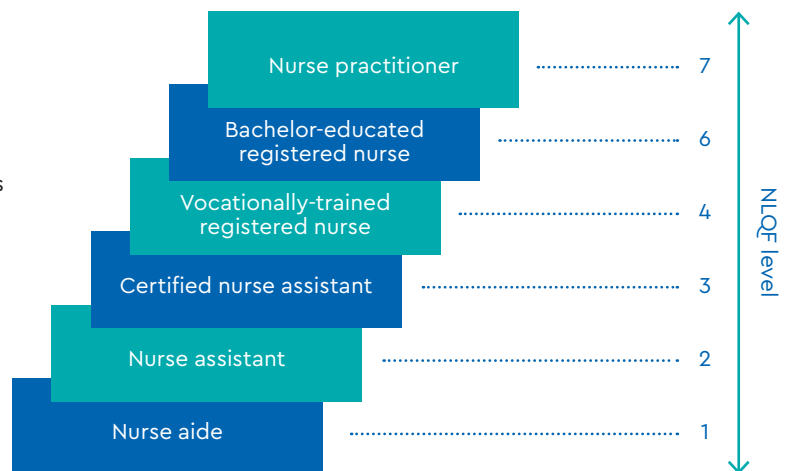 Nurse practitioner
7
Bachelor-educated
registered nurse
6
s
Vocationally-trained
registered nurse
4
Certified nurse assistant
3
Nurse assistant
2
Nurse aide
1
NLQF level